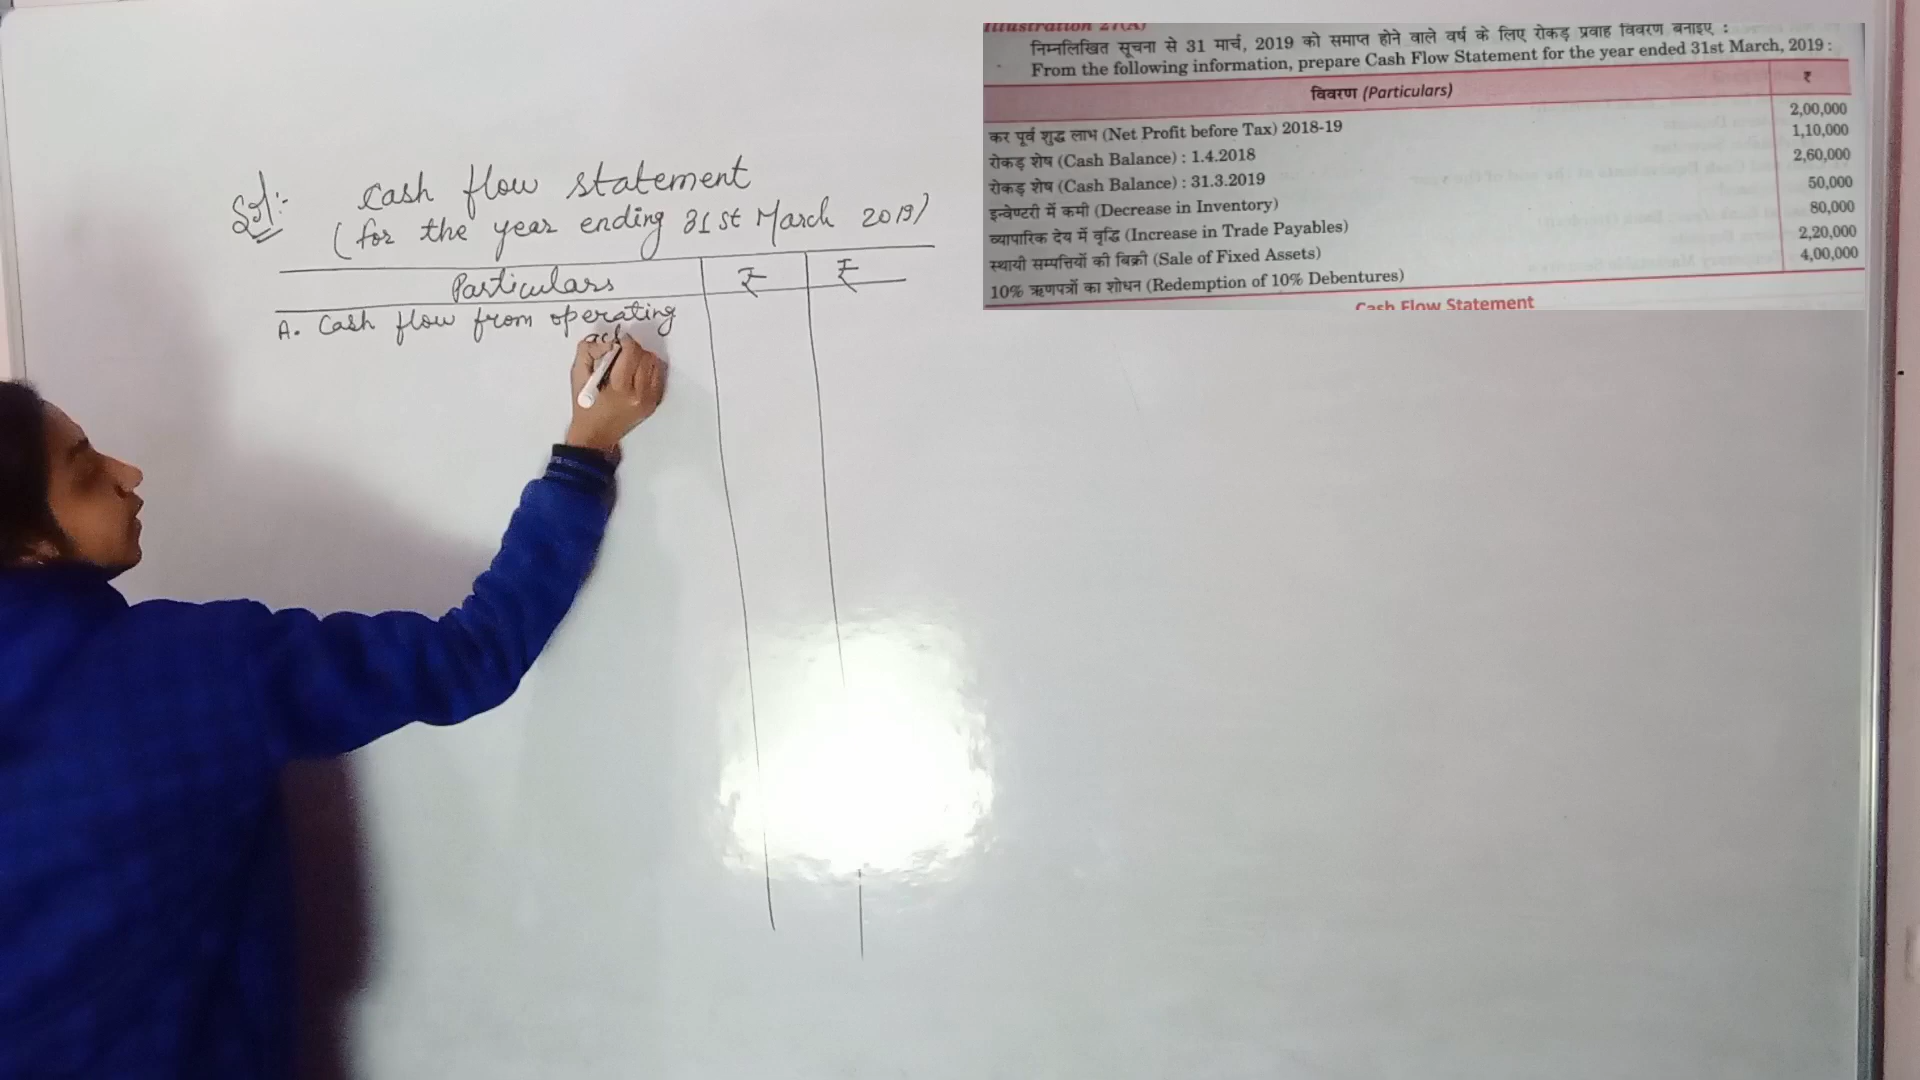 Sol:-
Cash flow statement
(for the year ending 31st March 2019)
Particulars ₹ ₹
A. Cash flow from operating
act
Illustration 27(A)
निम्नलिखित सूचना से 31 मार्च, 2019 को समाप्त होने वाले वर्ष के लिए रोकड़ प्रवाह विवरण बनाइए :
From the following information, prepare Cash Flow Statement for the year ended 31st March, 2019 :
विवरण (Particulars) ₹
कर पूर्व शुद्ध लाभ (Net Profit before Tax) 2018-19 2,00,000
रोकड़ शेष (Cash Balance) : 1.4.2018 1,10,000
रोकड़ शेष (Cash Balance) : 31.3.2019 2,60,000
इन्वेण्टरी में कमी (Decrease in Inventory) 50,000
व्यापारिक देय में वृद्धि (Increase in Trade Payables) 80,000
स्थायी सम्पत्तियों की बिक्री (Sale of Fixed Assets) 2,20,000
10% ऋणपत्रों का शोधन (Redemption of 10% Debentures) 4,00,000
Cash Flow Statement